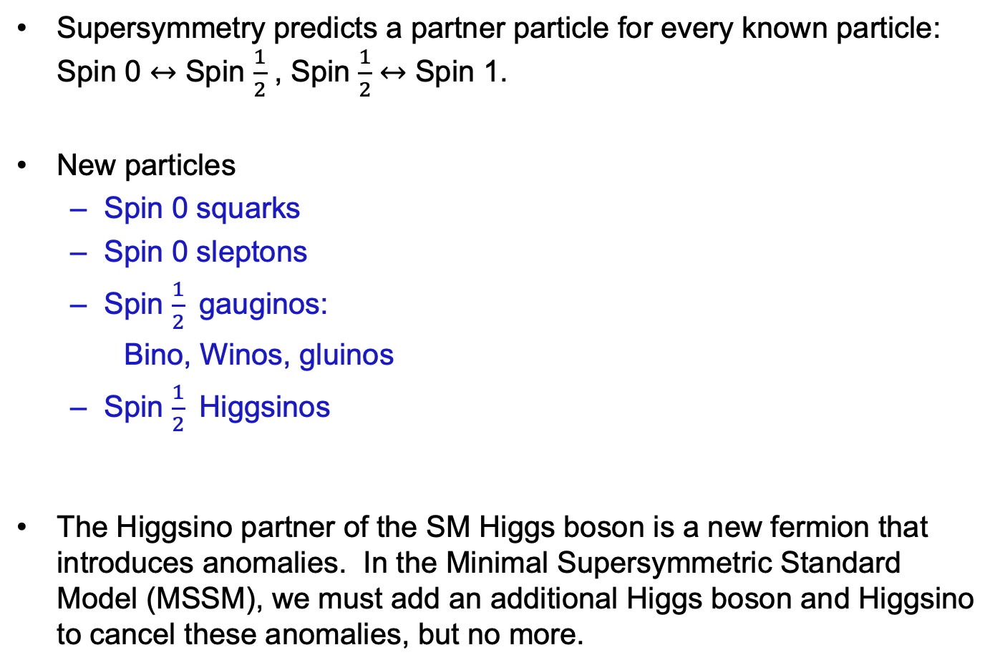 • Supersymmetry predicts a partner particle for every known particle:
Spin 0 ↔ Spin 1/2 , Spin 1/2 ↔ Spin 1.
• New particles
– Spin 0 squarks
– Spin 0 sleptons
– Spin 1/2 gauginos:
Bino, Winos, gluinos
– Spin 1/2 Higgsinos
• The Higgsino partner of the SM Higgs boson is a new fermion that
introduces anomalies.  In the Minimal Supersymmetric Standard
Model (MSSM), we must add an additional Higgs boson and Higgsino
to cancel these anomalies, but no more.